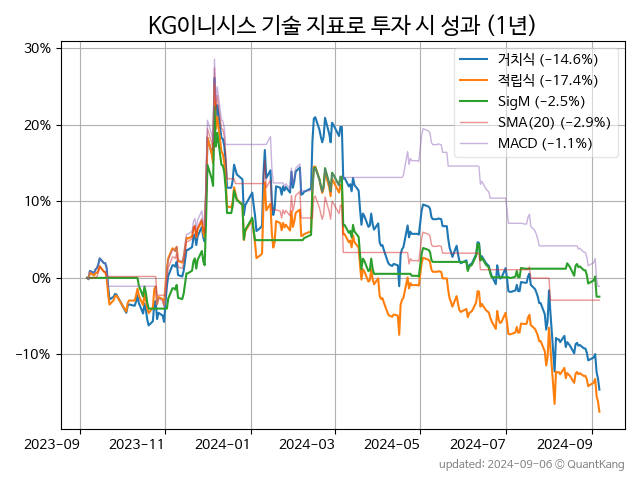 KG이니시스 기술 지표로 투자 시 성과 (1년)
30%
20%
10%
0%
−10%
거치식 (−14.6%)
적립식 (−17.4%)
SigM (−2.5%)
SMA(20) (−2.9%)
MACD (−1.1%)
2023-09
2023-11
2024-01
2024-03
2024-05
2024-07
2024-09
updated: 2024-09-06 ⓒ QuantKang